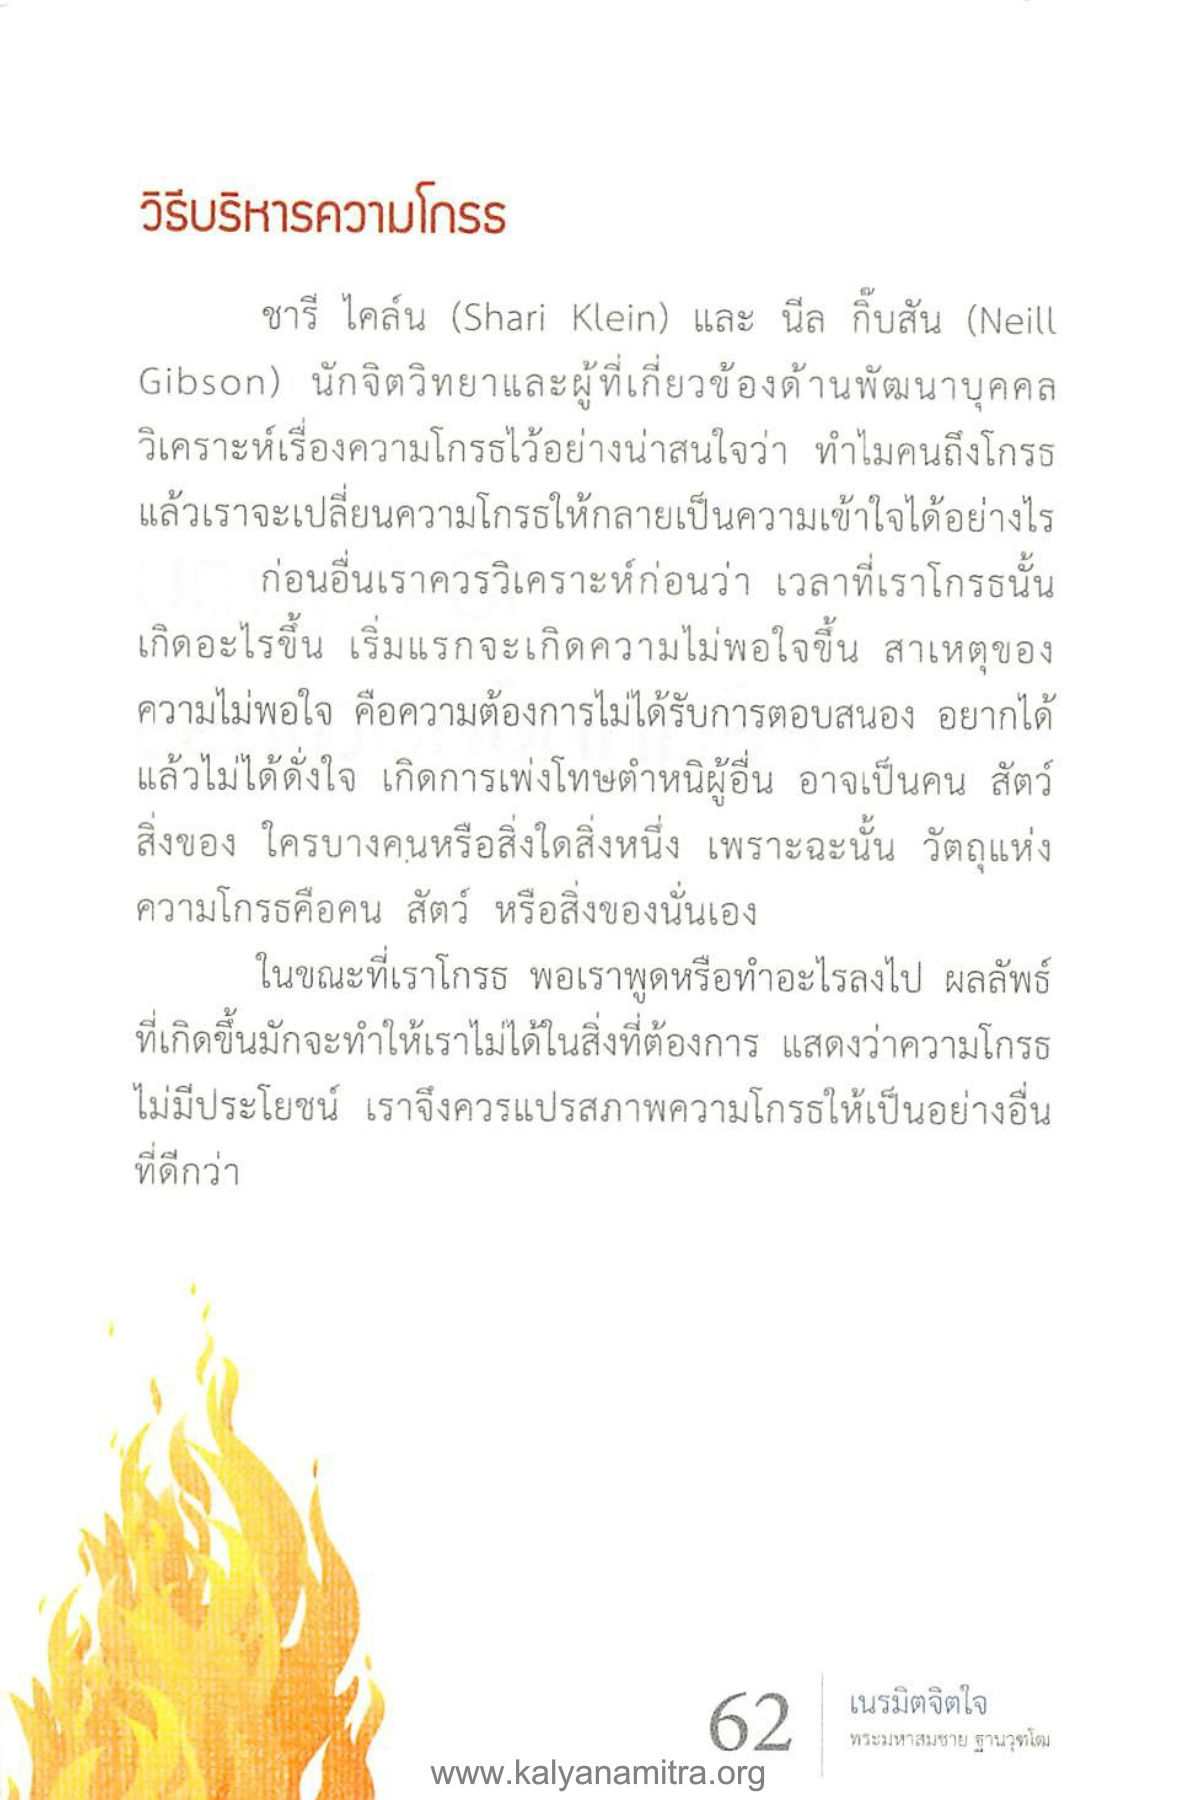 วิธีบริหารความโกรธ
ชารี ไคล์น (Shari Klein) และ นีล กิ๊บสัน (Neill
Gibson) นักจิตวิทยาและผู้ที่เกี่ยวข้องด้านพัฒนาบุคคล
วิเคราะห์เรื่องความโกรธไว้อย่างน่าสนใจว่า ทำไมคนถึงโกรธ
แล้วเราจะเปลี่ยนความโกรธให้กลายเป็นความเข้าใจได้อย่างไร
ก่อนอื่นเราควรวิเคราะห์ก่อนว่า เวลาที่เราโกรธนั้น
เกิดอะไรขึ้น เริ่มแรกจะเกิดความไม่พอใจขึ้น สาเหตุของ
ความไม่พอใจ คือความต้องการไม่ได้รับการตอบสนอง อยากได้
แล้วไม่ได้ดั่งใจ เกิดการเพ่งโทษตำหนิผู้อื่น อาจเป็นคน สัตว์
สิ่งของ ใครบางคนหรือสิ่งใดสิ่งหนึ่ง เพราะฉะนั้น วัตถุแห่ง
ความโกรธคือคน สัตว์ หรือสิ่งของนั่นเอง
ในขณะที่เราโกรธ พอเราพูดหรือทำอะไรลงไป ผลลัพธ์
ที่เกิดขึ้นมักจะทำให้เราไม่ได้ในสิ่งที่ต้องการ แสดงว่าความโกรธ
ไม่มีประโยชน์ เราจึงควรแปรสภาพความโกรธให้เป็นอย่างอื่น
ที่ดีกว่า
62
เนรมิตจิตใจ
พระมหาสมชาย ฐานวุฑโฒ
www.kalyanamitra.org